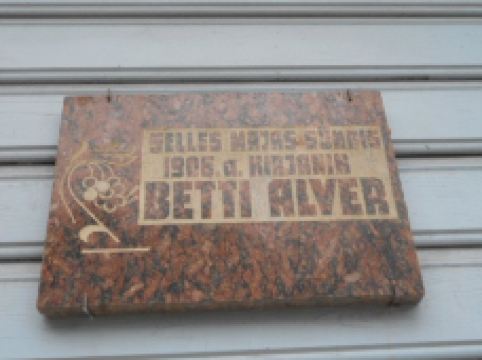 SELLES MAJAS SÜNDIS
1906. a. KIRJANIK
BETTI ALVER